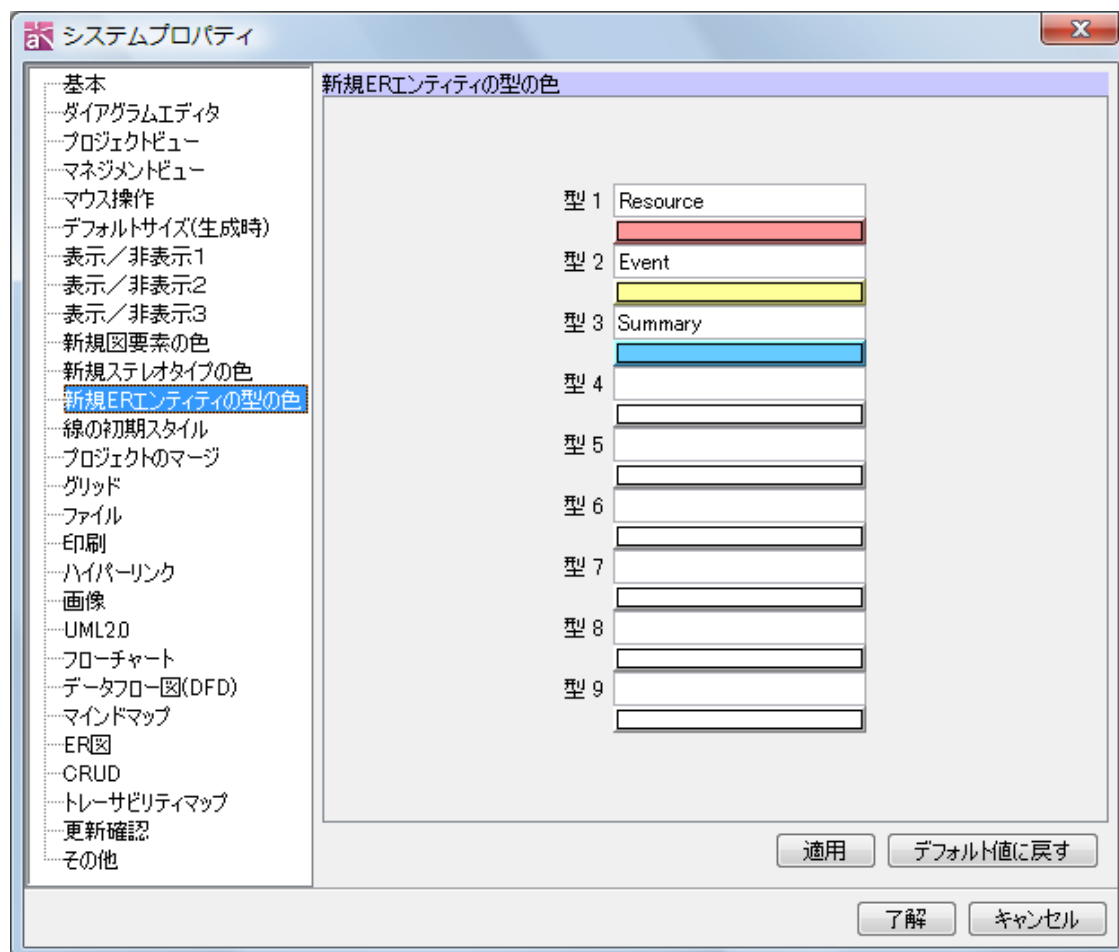 システムプロパティ
基本
ダイアグラムエディタ
プロジェクトビュー
マネジメントビュー
マウス操作
デフォルトサイズ(生成時)
表示／非表示1
表示／非表示2
表示／非表示3
新規図要素の色
新規ステレオタイプの色
新規ERエンティティの型の色
線の初期スタイル
プロジェクトのマージ
グリッド
ファイル
印刷
ハイパーリンク
画像
UML2.0
フローチャート
データフロー図(DFD)
マインドマップ
ER図
CRUD
トレーサビリティマップ
更新確認
その他
新規ERエンティティの型の色
型 1 Resource
型 2 Event
型 3 Summary
型 4
型 5
型 6
型 7
型 8
型 9
適用 デフォルト値に戻す
了解 キャンセル